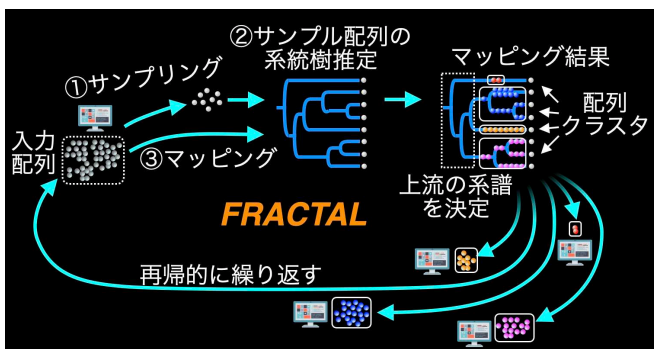 ②サンプル配列の
系統樹推定
マッピング結果
①サンプリング
配列
クラスタ
入力
配列
③マッピング
上流の系譜
を決定
FRACTAL
再帰的に繰り返す